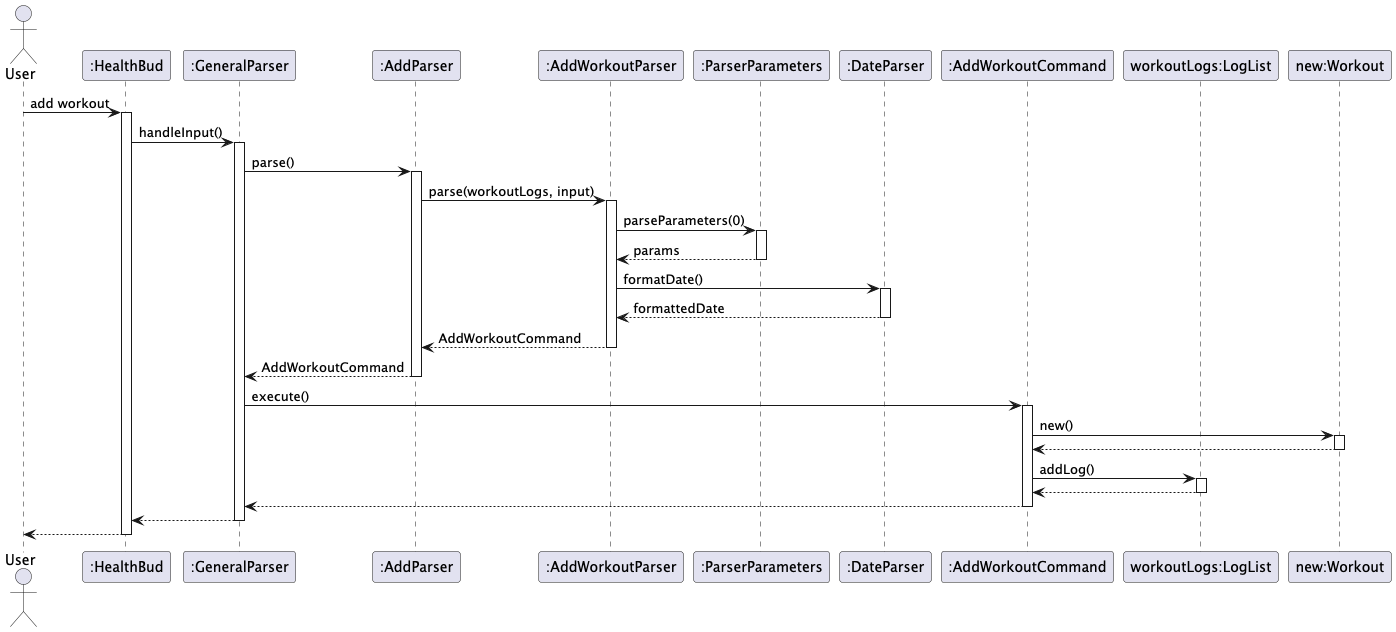 User
:HealthBud
:GeneralParser
:AddParser
:AddWorkoutParser
:ParserParameters
:DateParser
:AddWorkoutCommand
workoutLogs:LogList
new:Workout
add workout
handleInput()
parse()
parse(workoutLogs, input)
parseParameters(0)
params
formatDate()
formattedDate
AddWorkoutCommand
AddWorkoutCommand
execute()
new()
addLog()
User
:HealthBud
:GeneralParser
:AddParser
:AddWorkoutParser
:ParserParameters
:DateParser
:AddWorkoutCommand
workoutLogs:LogList
new:Workout